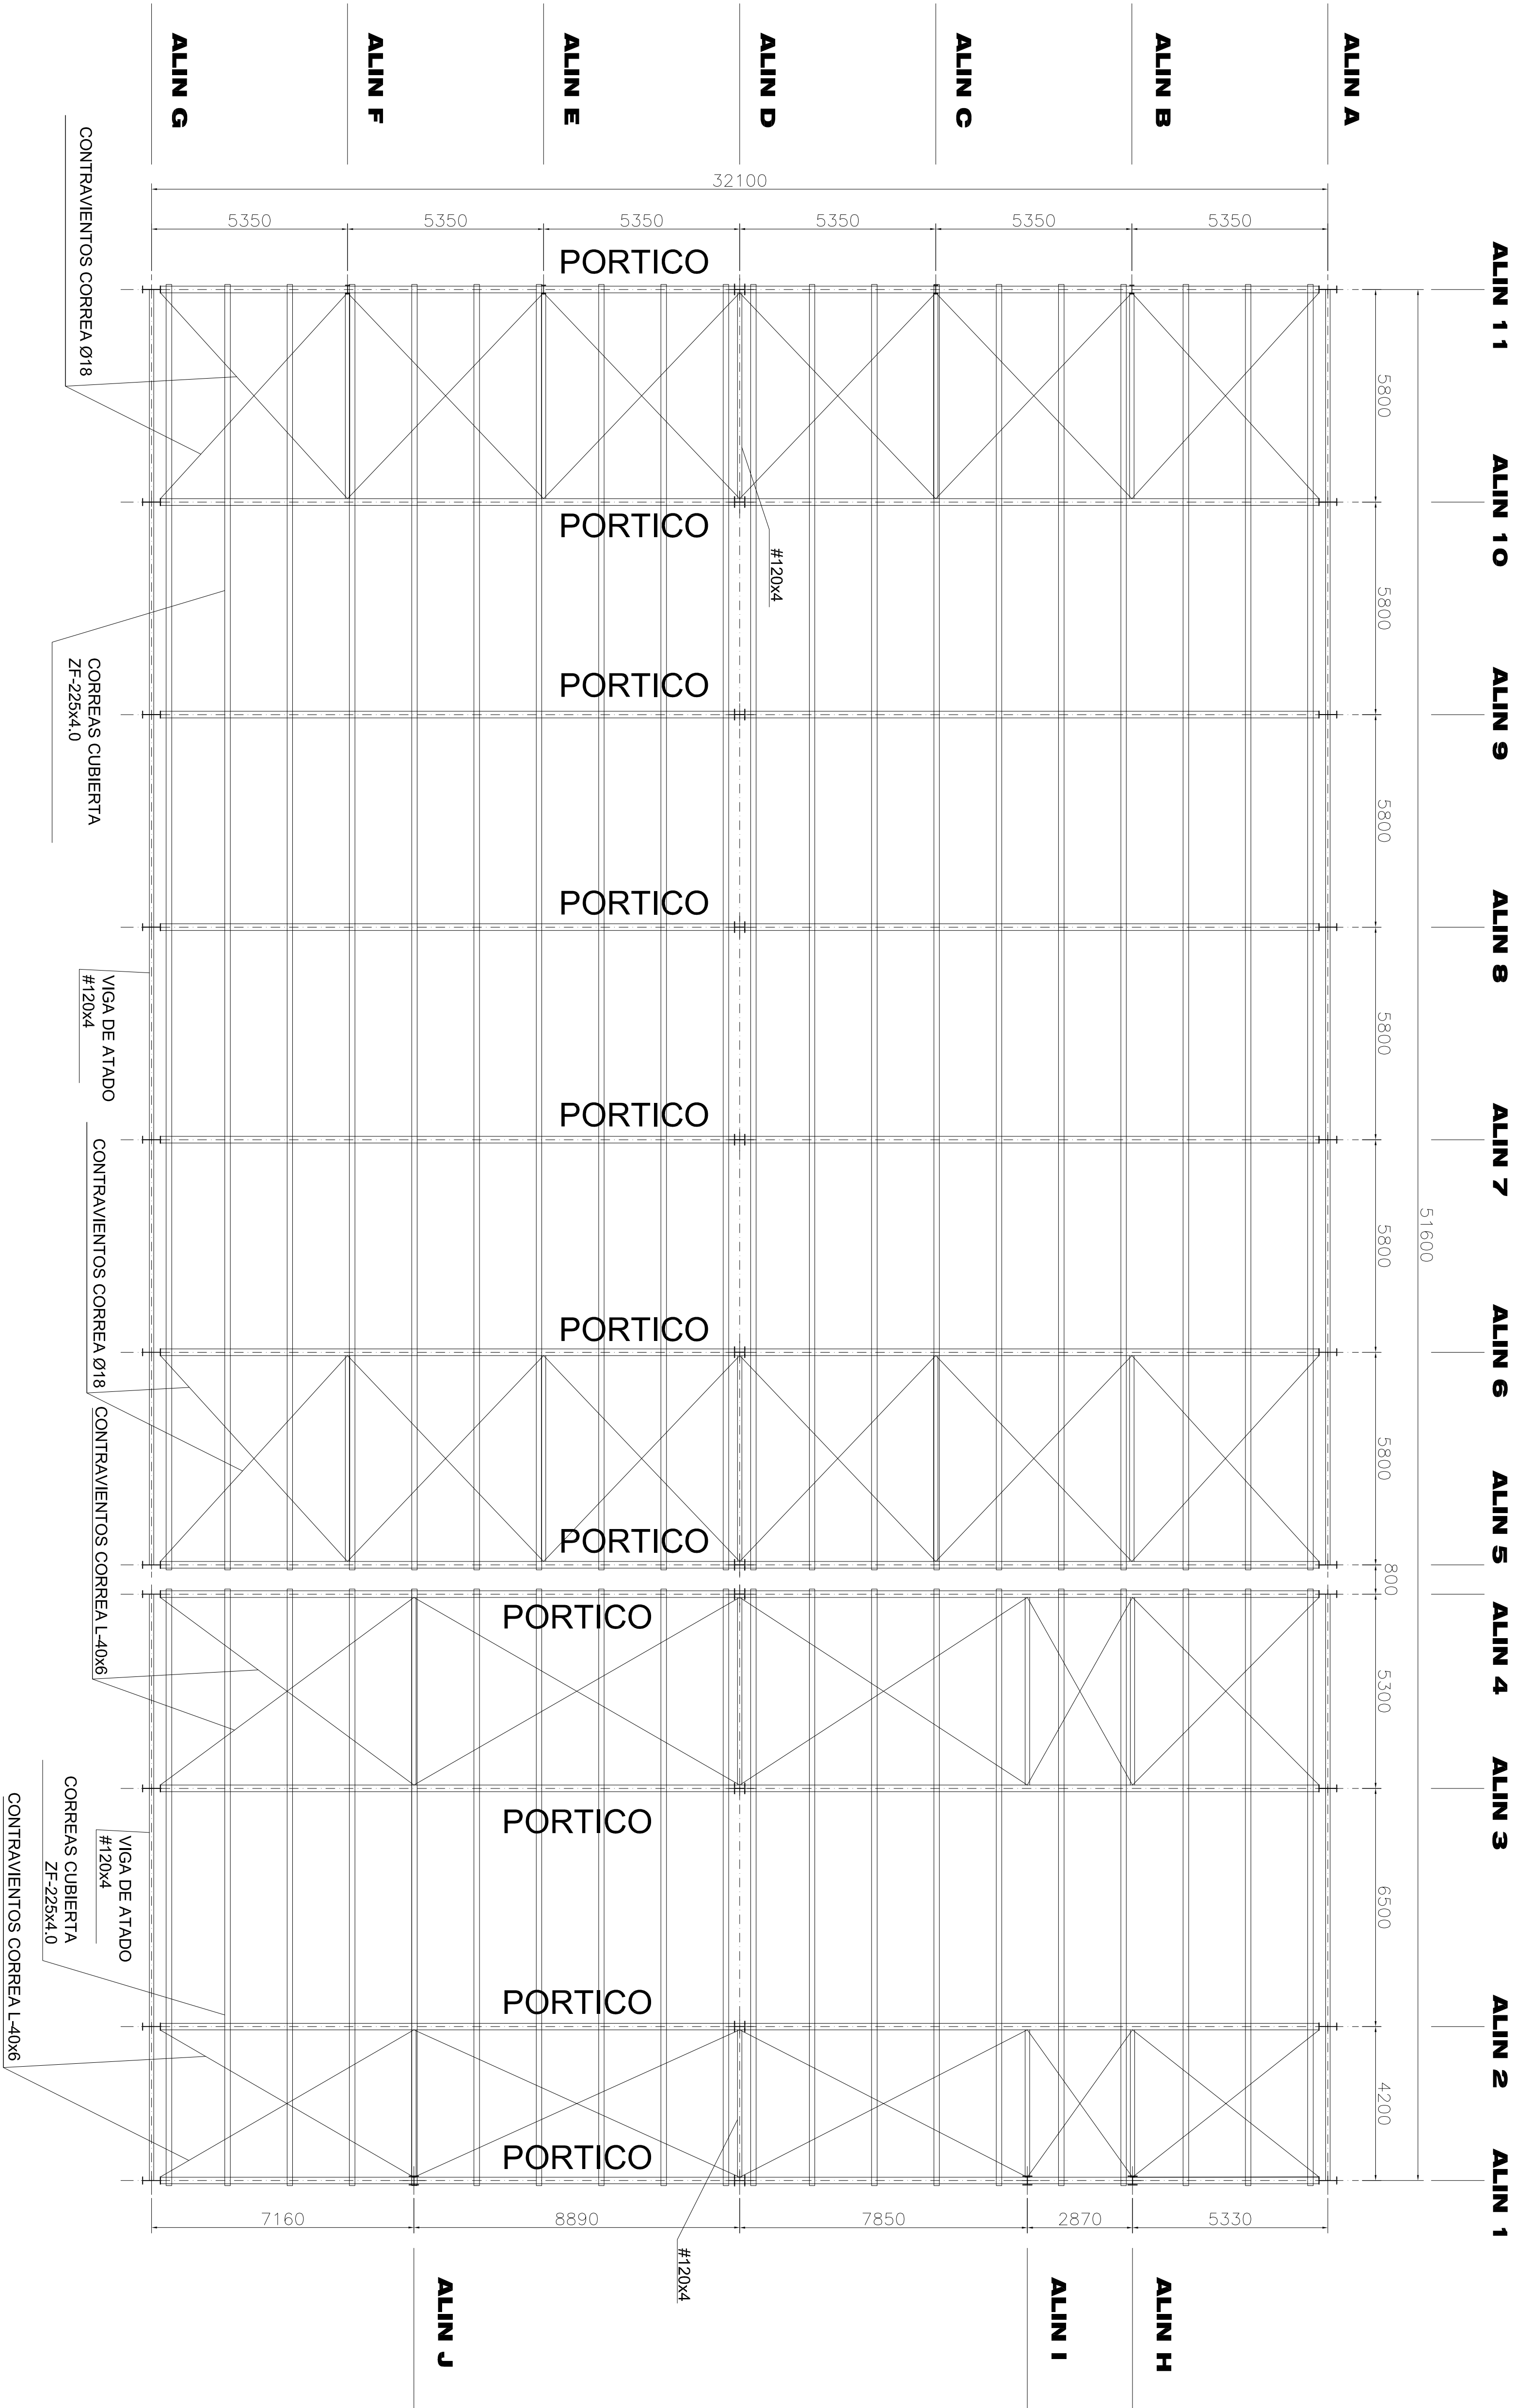 ALIN A
ALIN B
ALIN C
ALIN D
ALIN E
ALIN F
ALIN G
ALIN 11
ALIN 10
ALIN 9
ALIN 8
ALIN 7
ALIN 6
ALIN 5
ALIN 4
ALIN 3
ALIN 2
ALIN 1
51600
5800
5800
5800
5800
5800
5800
800
5300
6500
4200
32100
5350
5350
5350
5350
5350
5350
PORTICO
PORTICO
PORTICO
PORTICO
PORTICO
PORTICO
PORTICO
PORTICO
PORTICO
PORTICO
PORTICO
#120x4
CONTRAVIENTOS CORREA Ø18
CORREAS CUBIERTA
ZF-225x4.0
VIGA DE ATADO
#120x4
CONTRAVIENTOS CORREA Ø18
CONTRAVIENTOS CORREA L-40x6
VIGA DE ATADO
#120x4
CORREAS CUBIERTA
ZF-225x4.0
CONTRAVIENTOS CORREA L-40x6
#120x4
7160
8890
7850
2870
5330
ALIN H
ALIN I
ALIN J